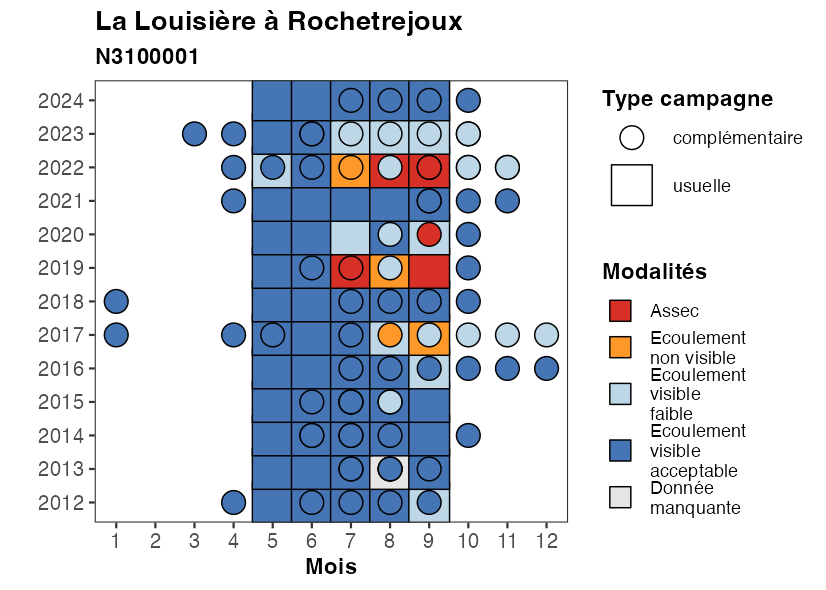 La Louisière à Rochetrejoux
N3100001
2024
2023
2022
2021
2020
2019
2018
2017
2016
2015
2014
2013
2012
1 2 3 4 5 6 7 8 9 10 11 12
Mois
Type campagne
complémentaire
usuelle
Modalités
Assec
Ecoulement
non visible
Ecoulement
visible
faible
Ecoulement
visible
acceptable
Donnée
manquante